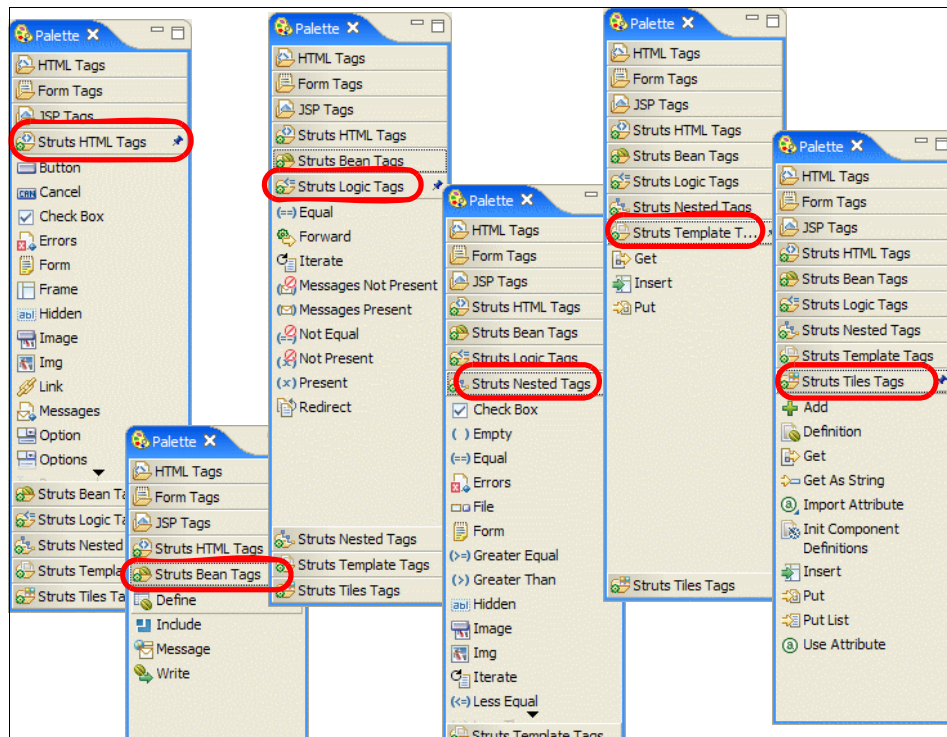 Palette
HTML Tags
Form Tags
JSP Tags
Struts HTML Tags
Button
Cancel
Check Box
Errors
Form
Frame
Hidden
Image
Img
Link
Messages
Option
Options
Struts Bean Ta
Struts Logic Ta
Struts Nested
Struts Templa
Struts Tiles Ta
Palette
HTML Tags
Form Tags
JSP Tags
Struts HTML Tags
Struts Bean Tags
Define
Include
Message
Write
Palette
HTML Tags
Form Tags
JSP Tags
Struts HTML Tags
Struts Bean Tags
Struts Logic Tags
Equal
Forward
Iterate
Messages Not Present
Messages Present
Not Equal
Not Present
Present
Redirect
Struts Nested Tags
Struts Template Tags
Struts Tiles Tags
Palette
HTML Tags
Form Tags
JSP Tags
Struts HTML Tags
Struts Bean Tags
Struts Logic Tags
Struts Nested Tags
Check Box
Empty
Equal
Errors
File
Form
Greater Equal
Greater Than
Hidden
Image
Img
Iterate
Less Equal
Struts Template Tags
Palette
HTML Tags
Form Tags
JSP Tags
Struts HTML Tags
Struts Bean Tags
Struts Logic Tags
Struts Nested Tags
Struts Template T...
Get
Insert
Put
Struts Tiles Tags
Palette
HTML Tags
Form Tags
JSP Tags
Struts HTML Tags
Struts Bean Tags
Struts Logic Tags
Struts Nested Tags
Struts Template Tags
Struts Tiles Tags
Add
Definition
Get
Get As String
Import Attribute
Init Component
Definitions
Insert
Put
Put List
Use Attribute